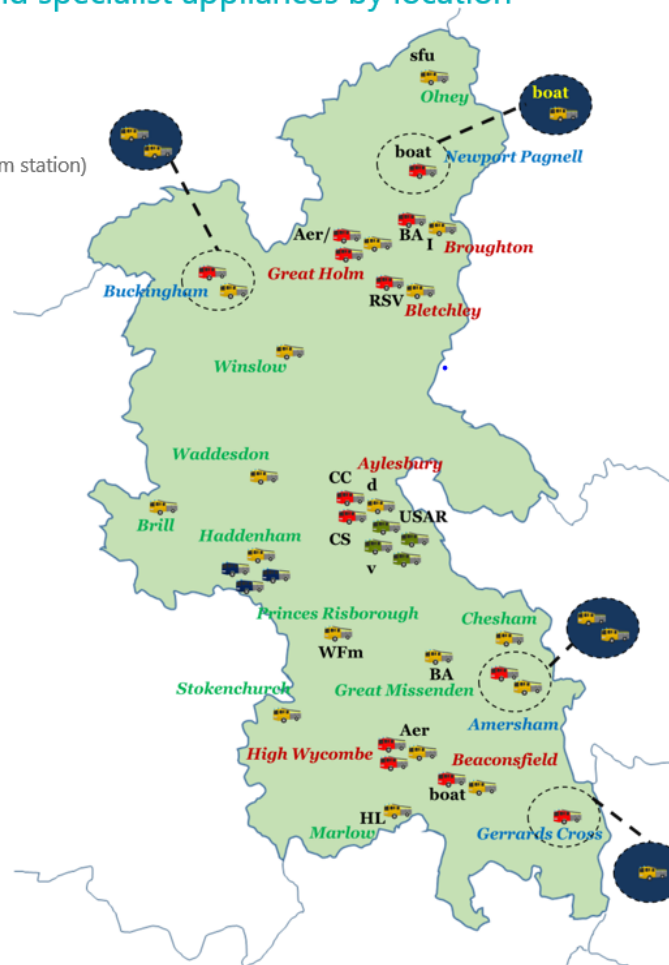 nd specialist appliances by location
sfu
Olney
boat
boat
Newport Pagnell
m station)
Aer/
BA
I
Broughton
Great Holm
Buckingham
RSV
Bletchley
Winslow
Waddesdon
Aylesbury
CC
d
Brill
USAR
Haddenham
CS
v
Princes Risborough
Chesham
WFm
BA
Stokenchurch
Great Missenden
Amersham
Aer
High Wycombe
Beaconsfield
boat
HL
Marlow
Gerrards Cross